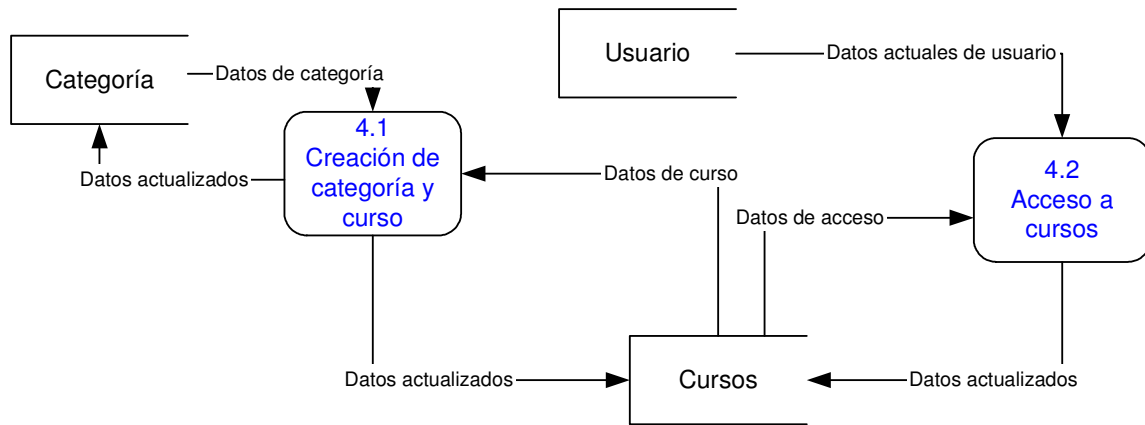 Usuario
Datos actuales de usuario
Categoría
Datos de categoría
4.1
Creación de
categoría y
curso
Datos actualizados
Datos de curso
4.2
Acceso a
cursos
Datos de acceso
Datos actualizados
Cursos
Datos actualizados